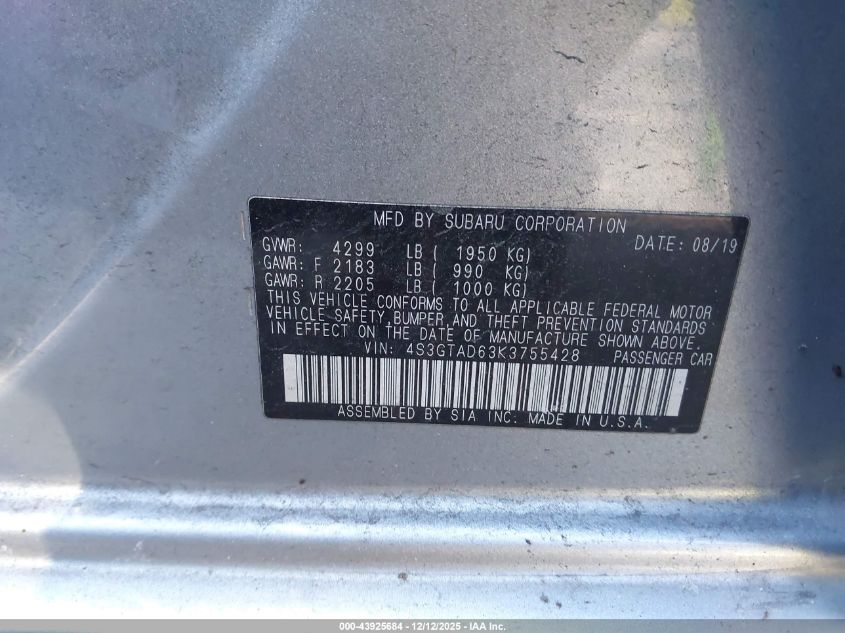 MFD BY SUBARU CORPORATION
DATE: 08/19
GVWR: 4299 LB ( 1950 KG)
GAWR: F 2183 LB ( 990 KG)
GAWR: R 2205 LB ( 1000 KG)
THIS VEHICLE CONFORMS TO ALL APPLICABLE FEDERAL MOTOR
VEHICLE SAFETY, BUMPER, AND THEFT PREVENTION STANDARDS
IN EFFECT ON THE DATE OF MANUFACTURE SHOWN ABOVE.
VIN: 4S3GTAD63K3755428 PASSENGER CAR
ASSEMBLED BY SIA INC. MADE IN U.S.A.
000-43925684 - 12/12/2025 - IAA Inc.